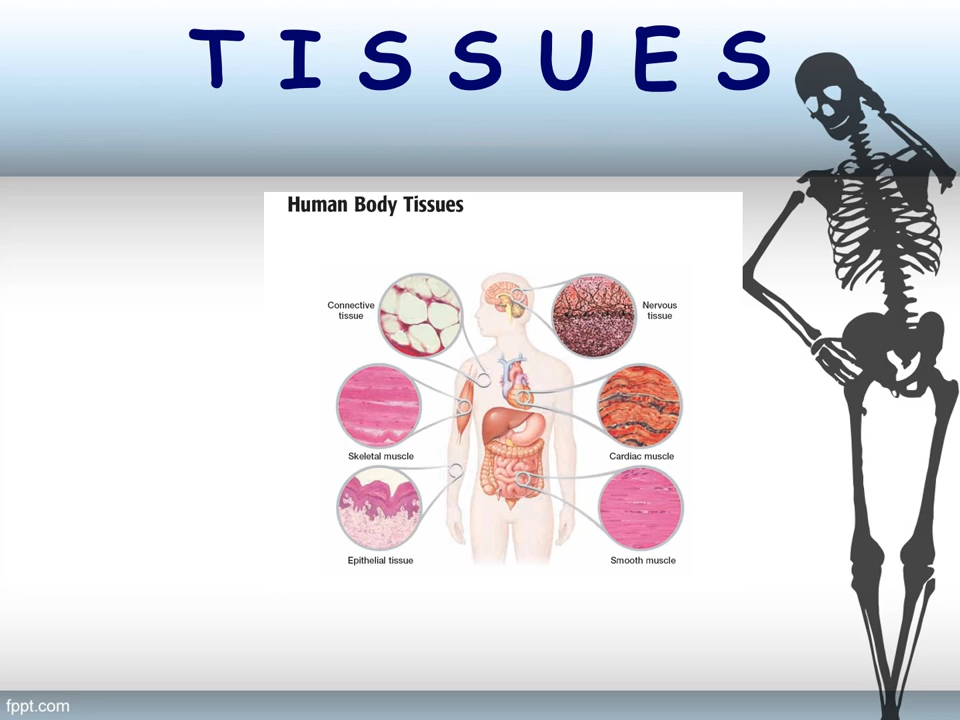 T I S S U E S
Human Body Tissues
Connective
tissue
Nervous
tissue
Skeletal muscle
Cardiac muscle
Epithelial tissue
Smooth muscle
fppt.com